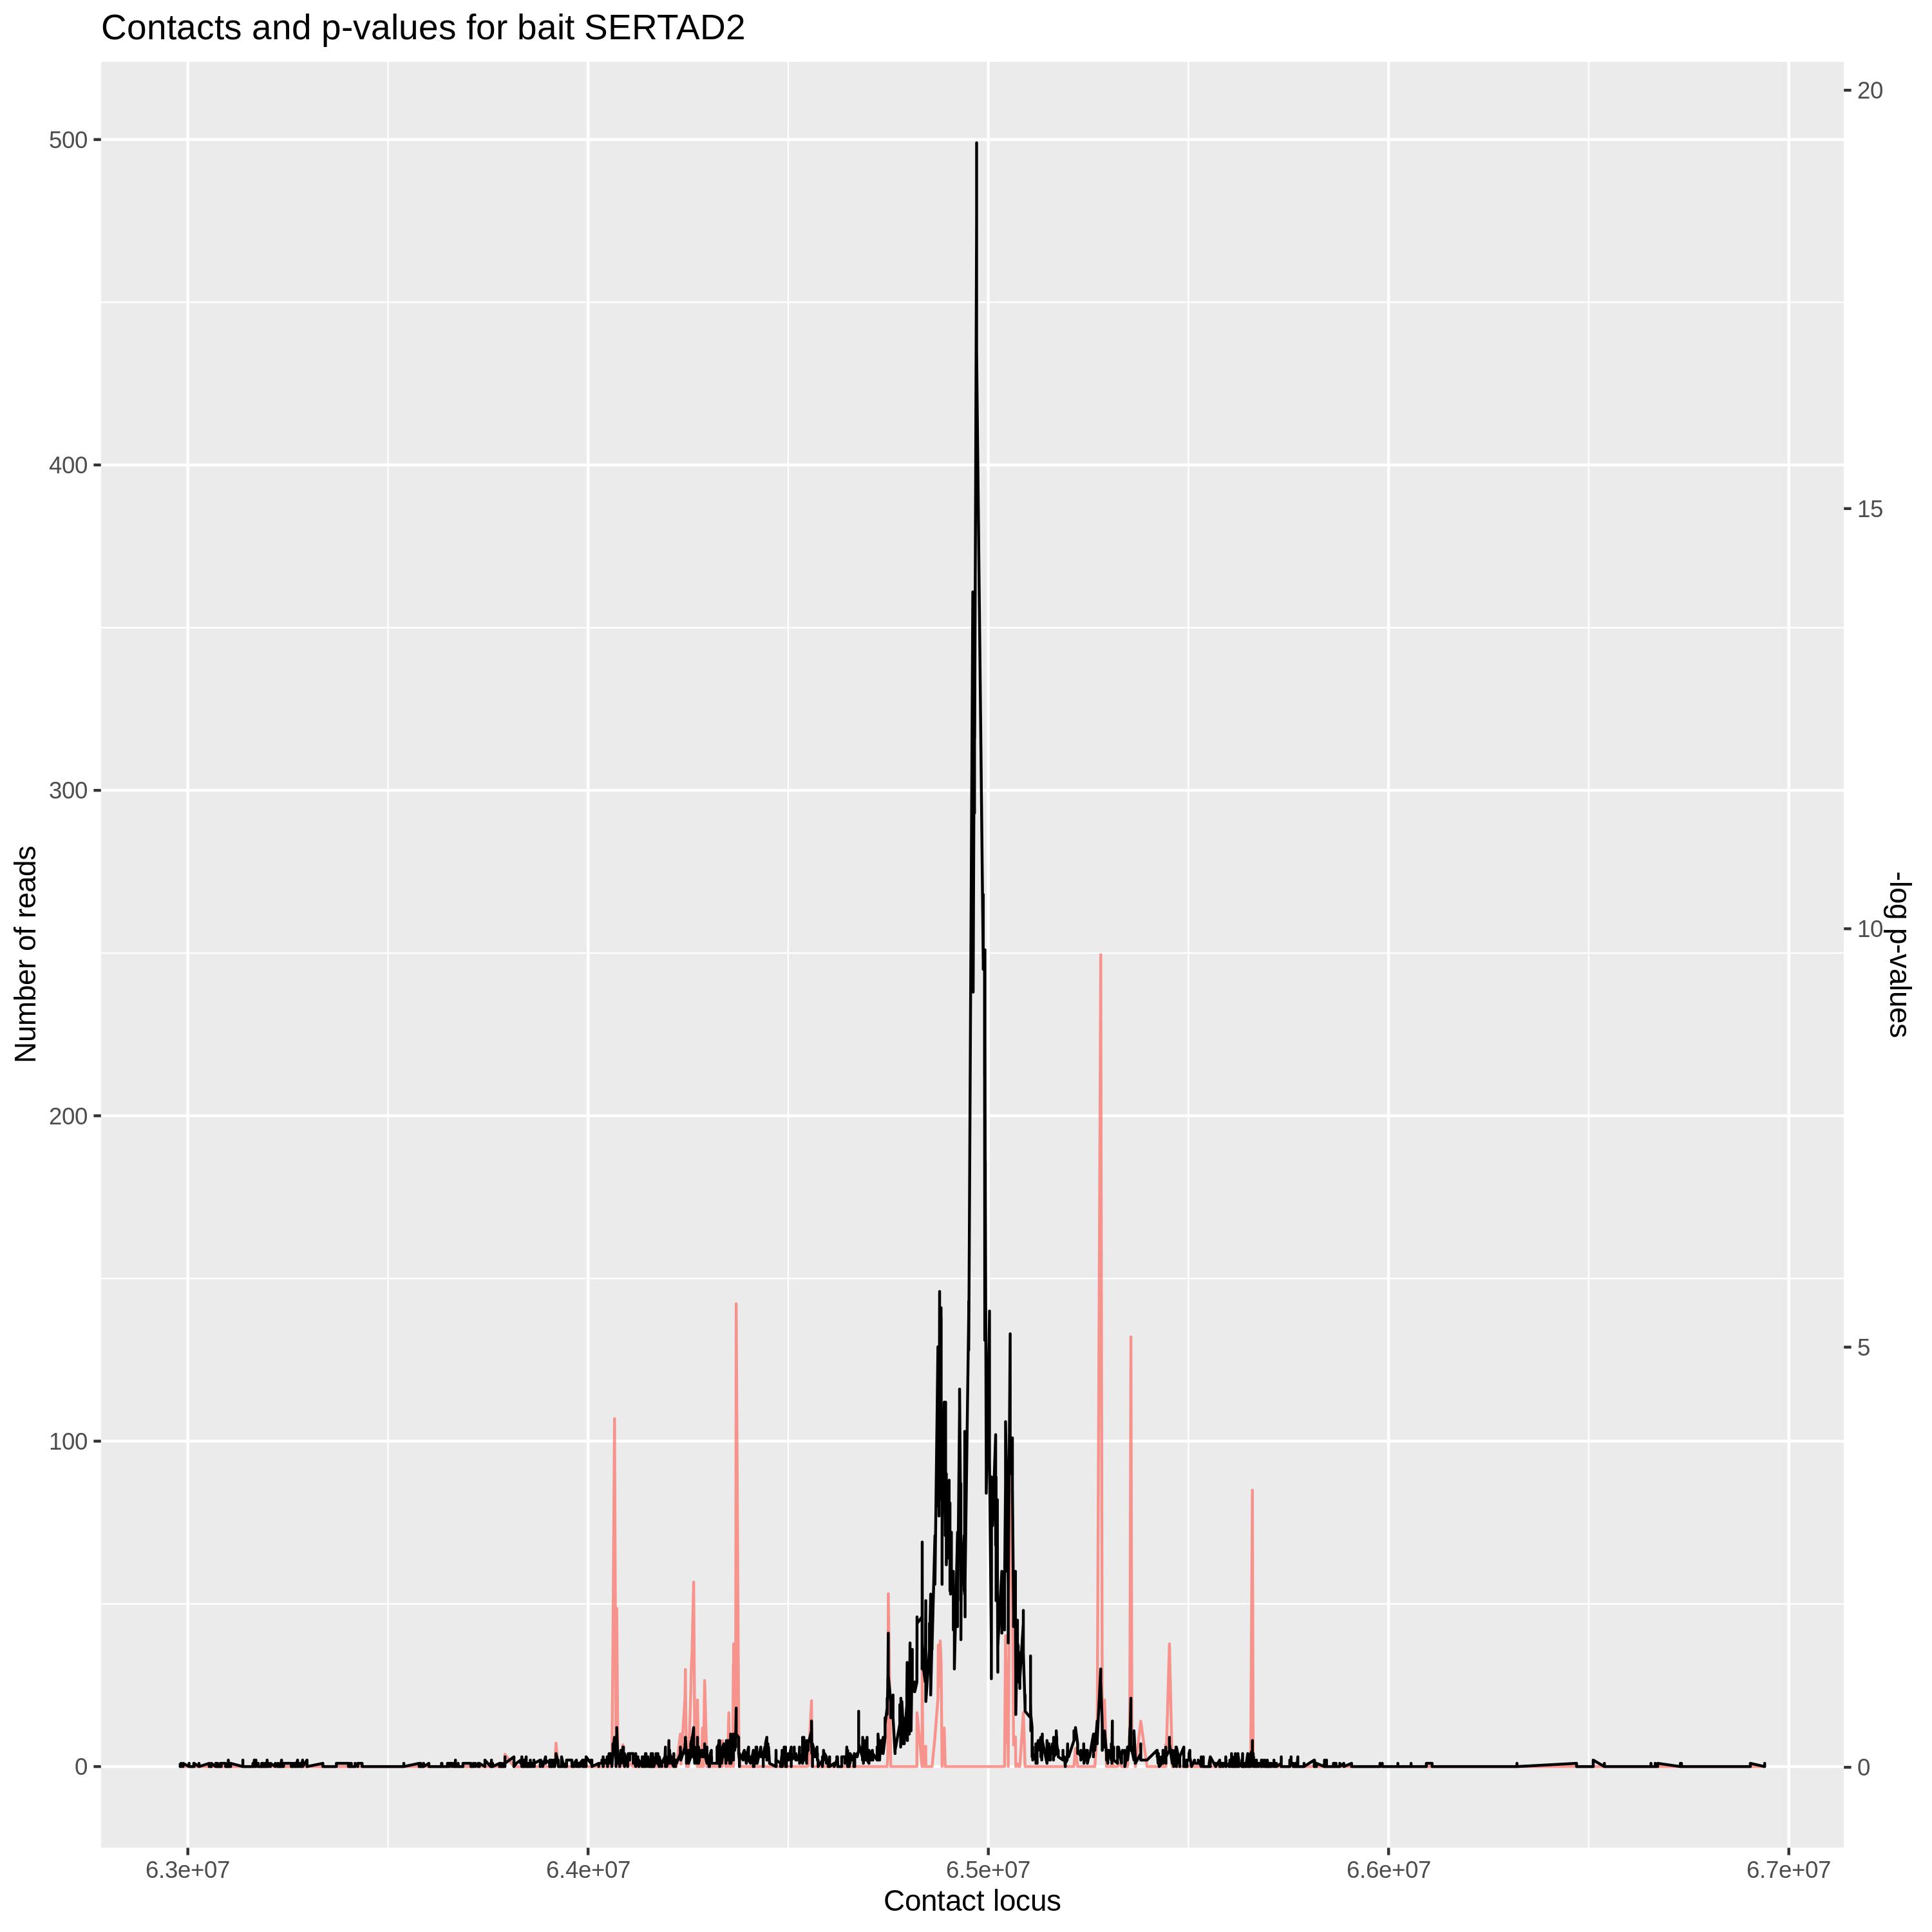 Contacts and p-values for bait SERTAD2
500
400
300
200
100
0
Number of reads
20
15
10
5
0
-log p-values
6.3e+07
6.4e+07
6.5e+07
6.6e+07
6.7e+07
Contact locus